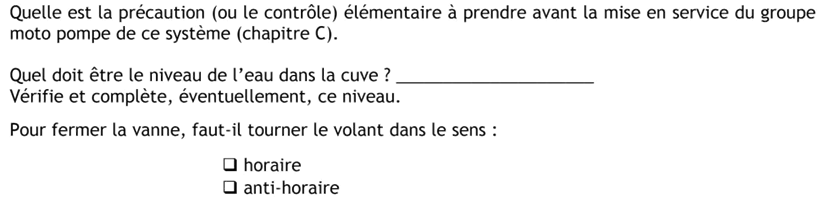 Quelle est la précaution (ou le contrôle) élémentaire à prendre avant la mise en service du groupe
moto pompe de ce système (chapitre C).
Quel doit être le niveau de l'eau dans la cuve ? ____________________
Vérifie et complète, éventuellement, ce niveau.
Pour fermer la vanne, faut-il tourner le volant dans le sens :
❑ horaire
❑ anti-horaire